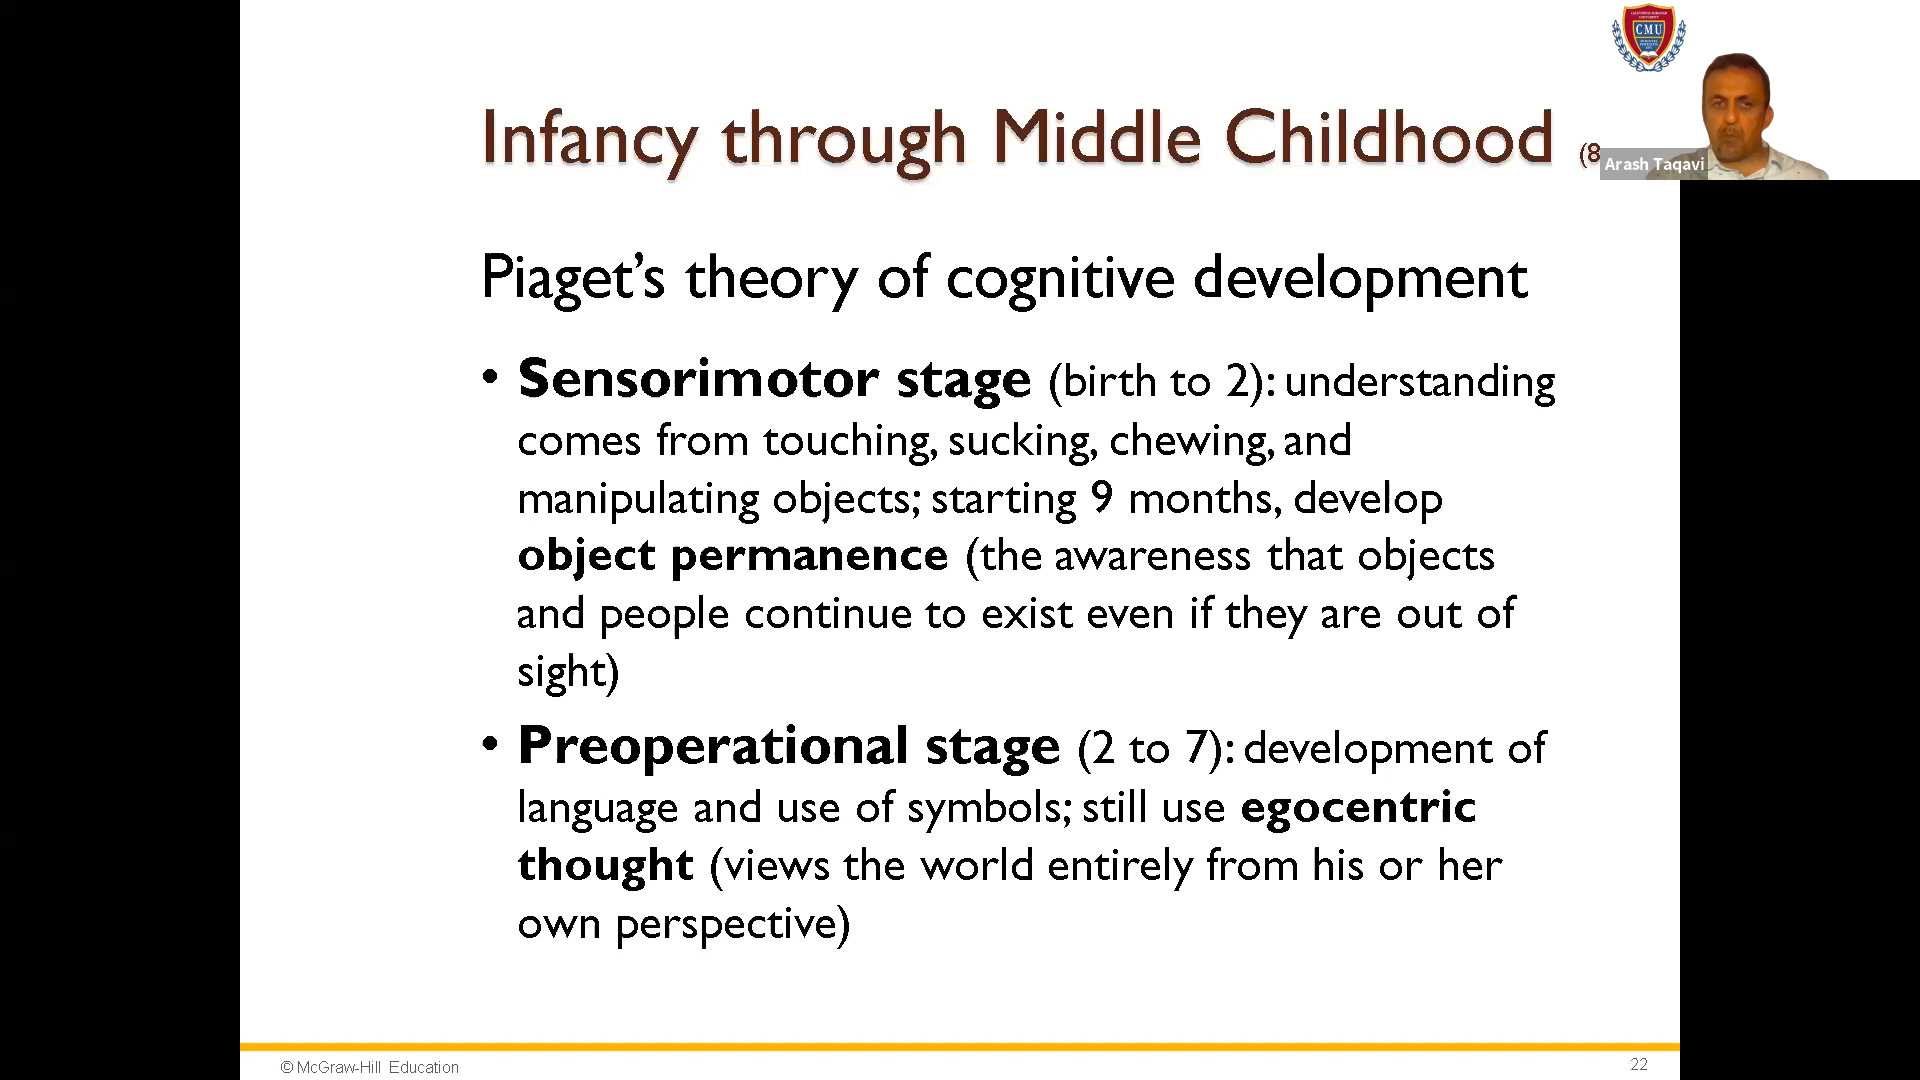 CMU
Infancy through Middle Childhood (8
Arash Taqavi
Piaget’s theory of cognitive development
• Sensorimotor stage (birth to 2): understanding
comes from touching, sucking, chewing, and
manipulating objects; starting 9 months, develop
object permanence (the awareness that objects
and people continue to exist even if they are out of
sight)
• Preoperational stage (2 to 7): development of
language and use of symbols; still use egocentric
thought (views the world entirely from his or her
own perspective)
© McGraw-Hill Education
22